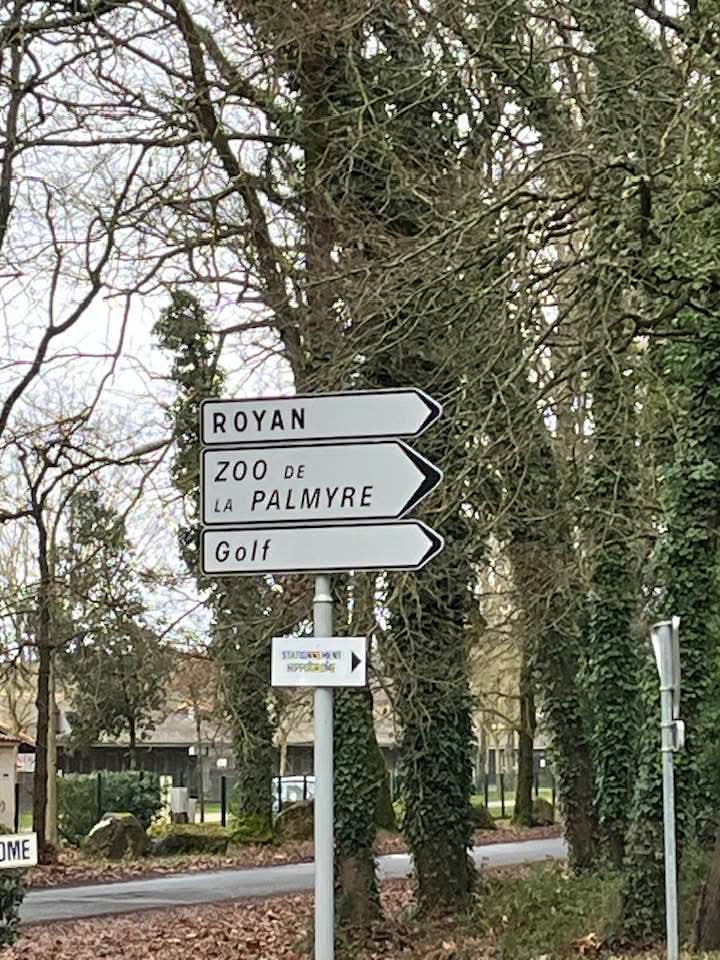 ROYAN
ZOO DE
LA PALMYRE
Golf
STATIONNEMENT
HIPPODROME
OME